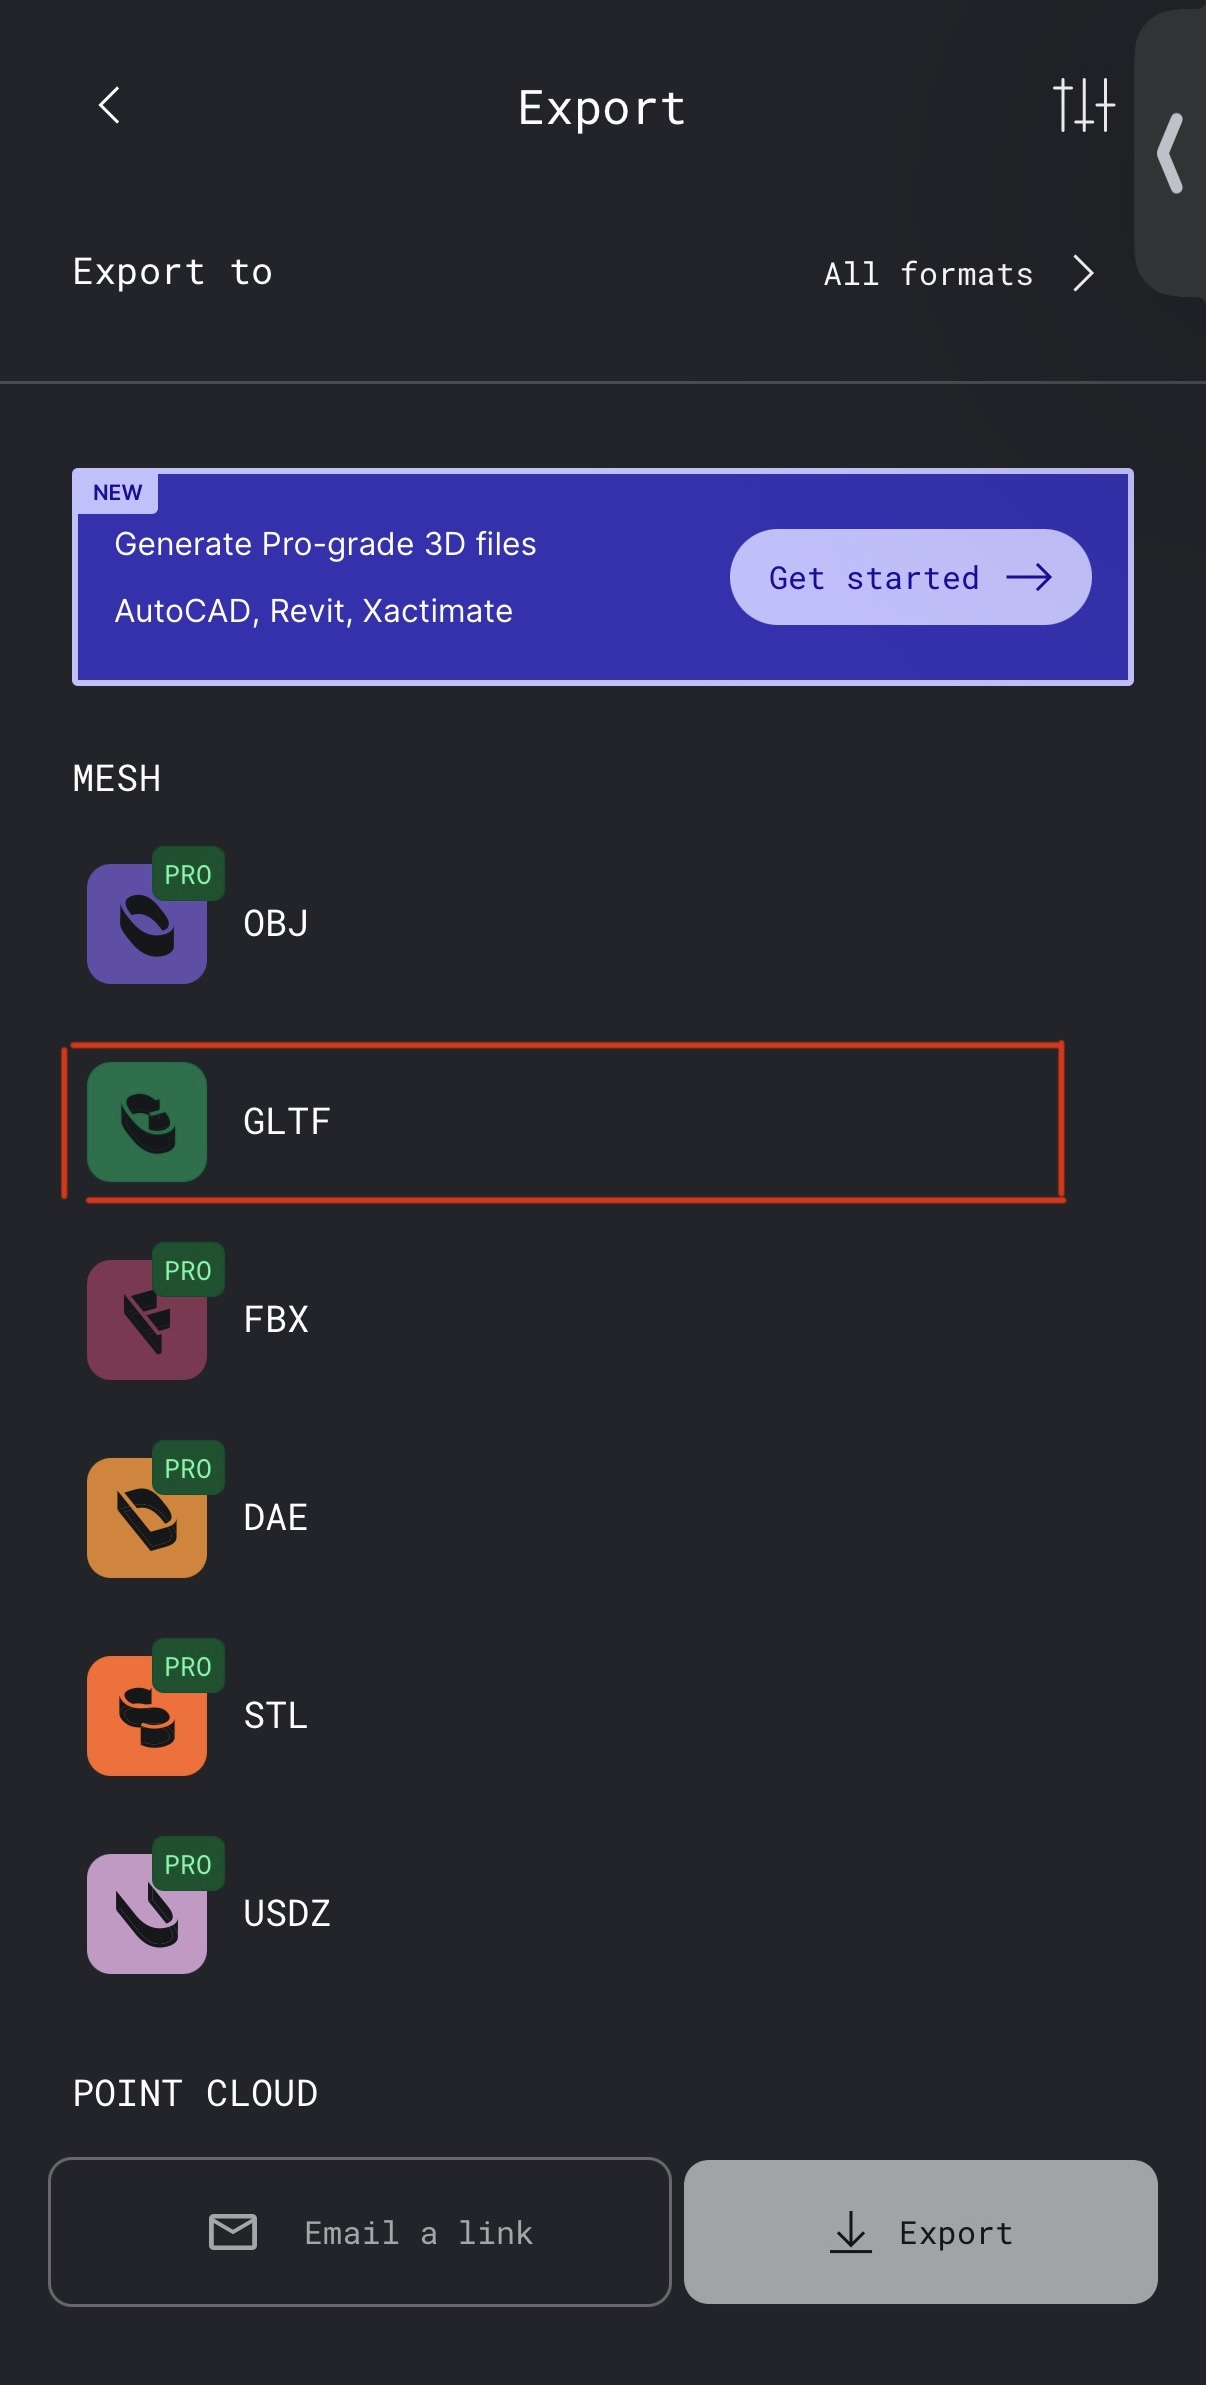 Export
Export to
All formats
NEW
Generate Pro-grade 3D files
AutoCAD, Revit, Xactimate
Get started
MESH
PRO
OBJ
GLTF
PRO
FBX
PRO
DAE
PRO
STL
PRO
USDZ
POINT CLOUD
Email a link
Export